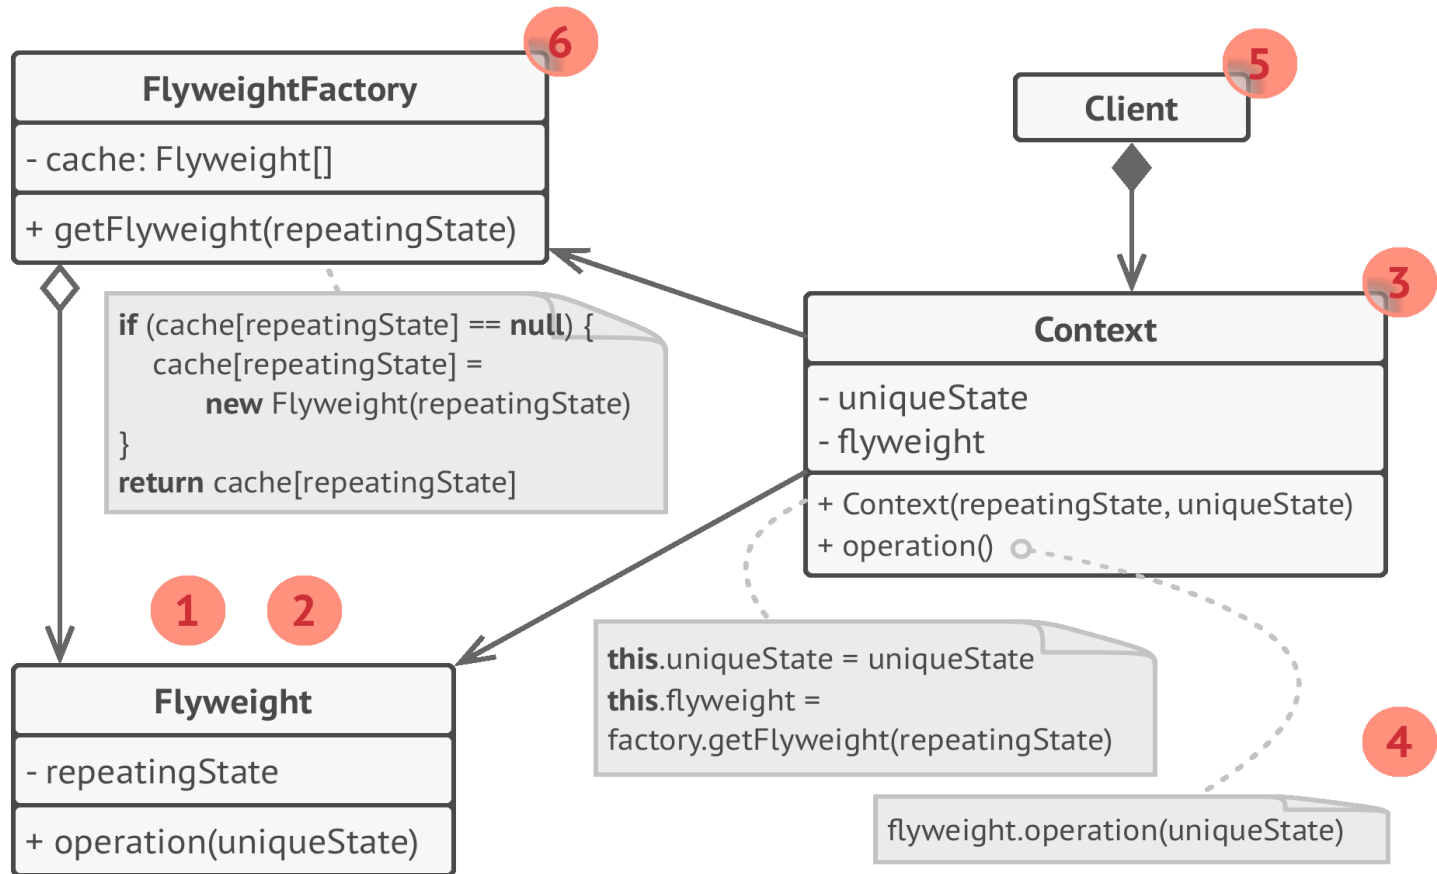 6
FlyweightFactory
- cache: Flyweight[]
+ getFlyweight(repeatingState)
if (cache[repeatingState] == null) {
cache[repeatingState] =
new Flyweight(repeatingState)
}
return cache[repeatingState]
5
Client
3
Context
- uniqueState
- flyweight
+ Context(repeatingState, uniqueState)
+ operation()
1 2
Flyweight
- repeatingState
+ operation(uniqueState)
this.uniqueState = uniqueState
this.flyweight =
factory.getFlyweight(repeatingState)
4
flyweight.operation(uniqueState)